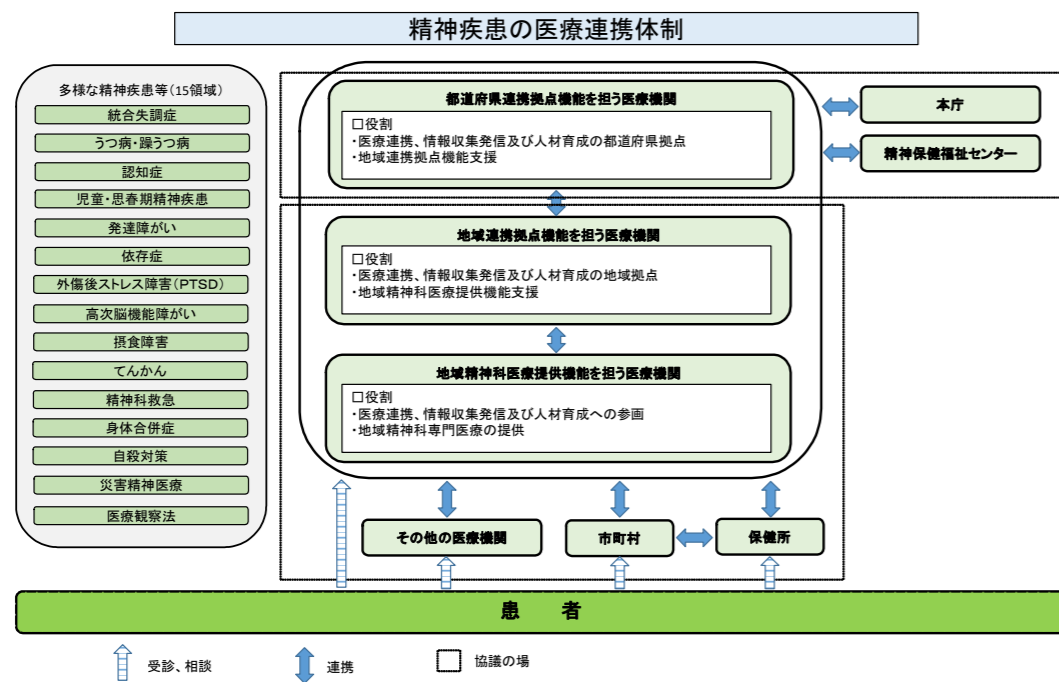 精神疾患の医療連携体制
多様な精神疾患等(15領域)
統合失調症
うつ病・躁うつ病
認知症
児童・思春期精神疾患
発達障がい
依存症
外傷後ストレス障害(PTSD)
高次脳機能障がい
摂食障害
てんかん
精神科救急
身体合併症
自殺対策
災害精神医療
医療観察法
都道府県連携拠点機能を担う医療機関
□役割
・医療連携、情報収集発信及び人材育成の都道府県拠点
・地域連携拠点機能支援
本庁
精神保健福祉センター
地域連携拠点機能を担う医療機関
□役割
・医療連携、情報収集発信及び人材育成の地域拠点
・地域精神科医療提供機能支援
地域精神科医療提供機能を担う医療機関
□役割
・医療連携、情報収集発信及び人材育成への参画
・地域精神科専門医療の提供
その他の医療機関
市町村
保健所
患　者
受診、相談
連携
協議の場